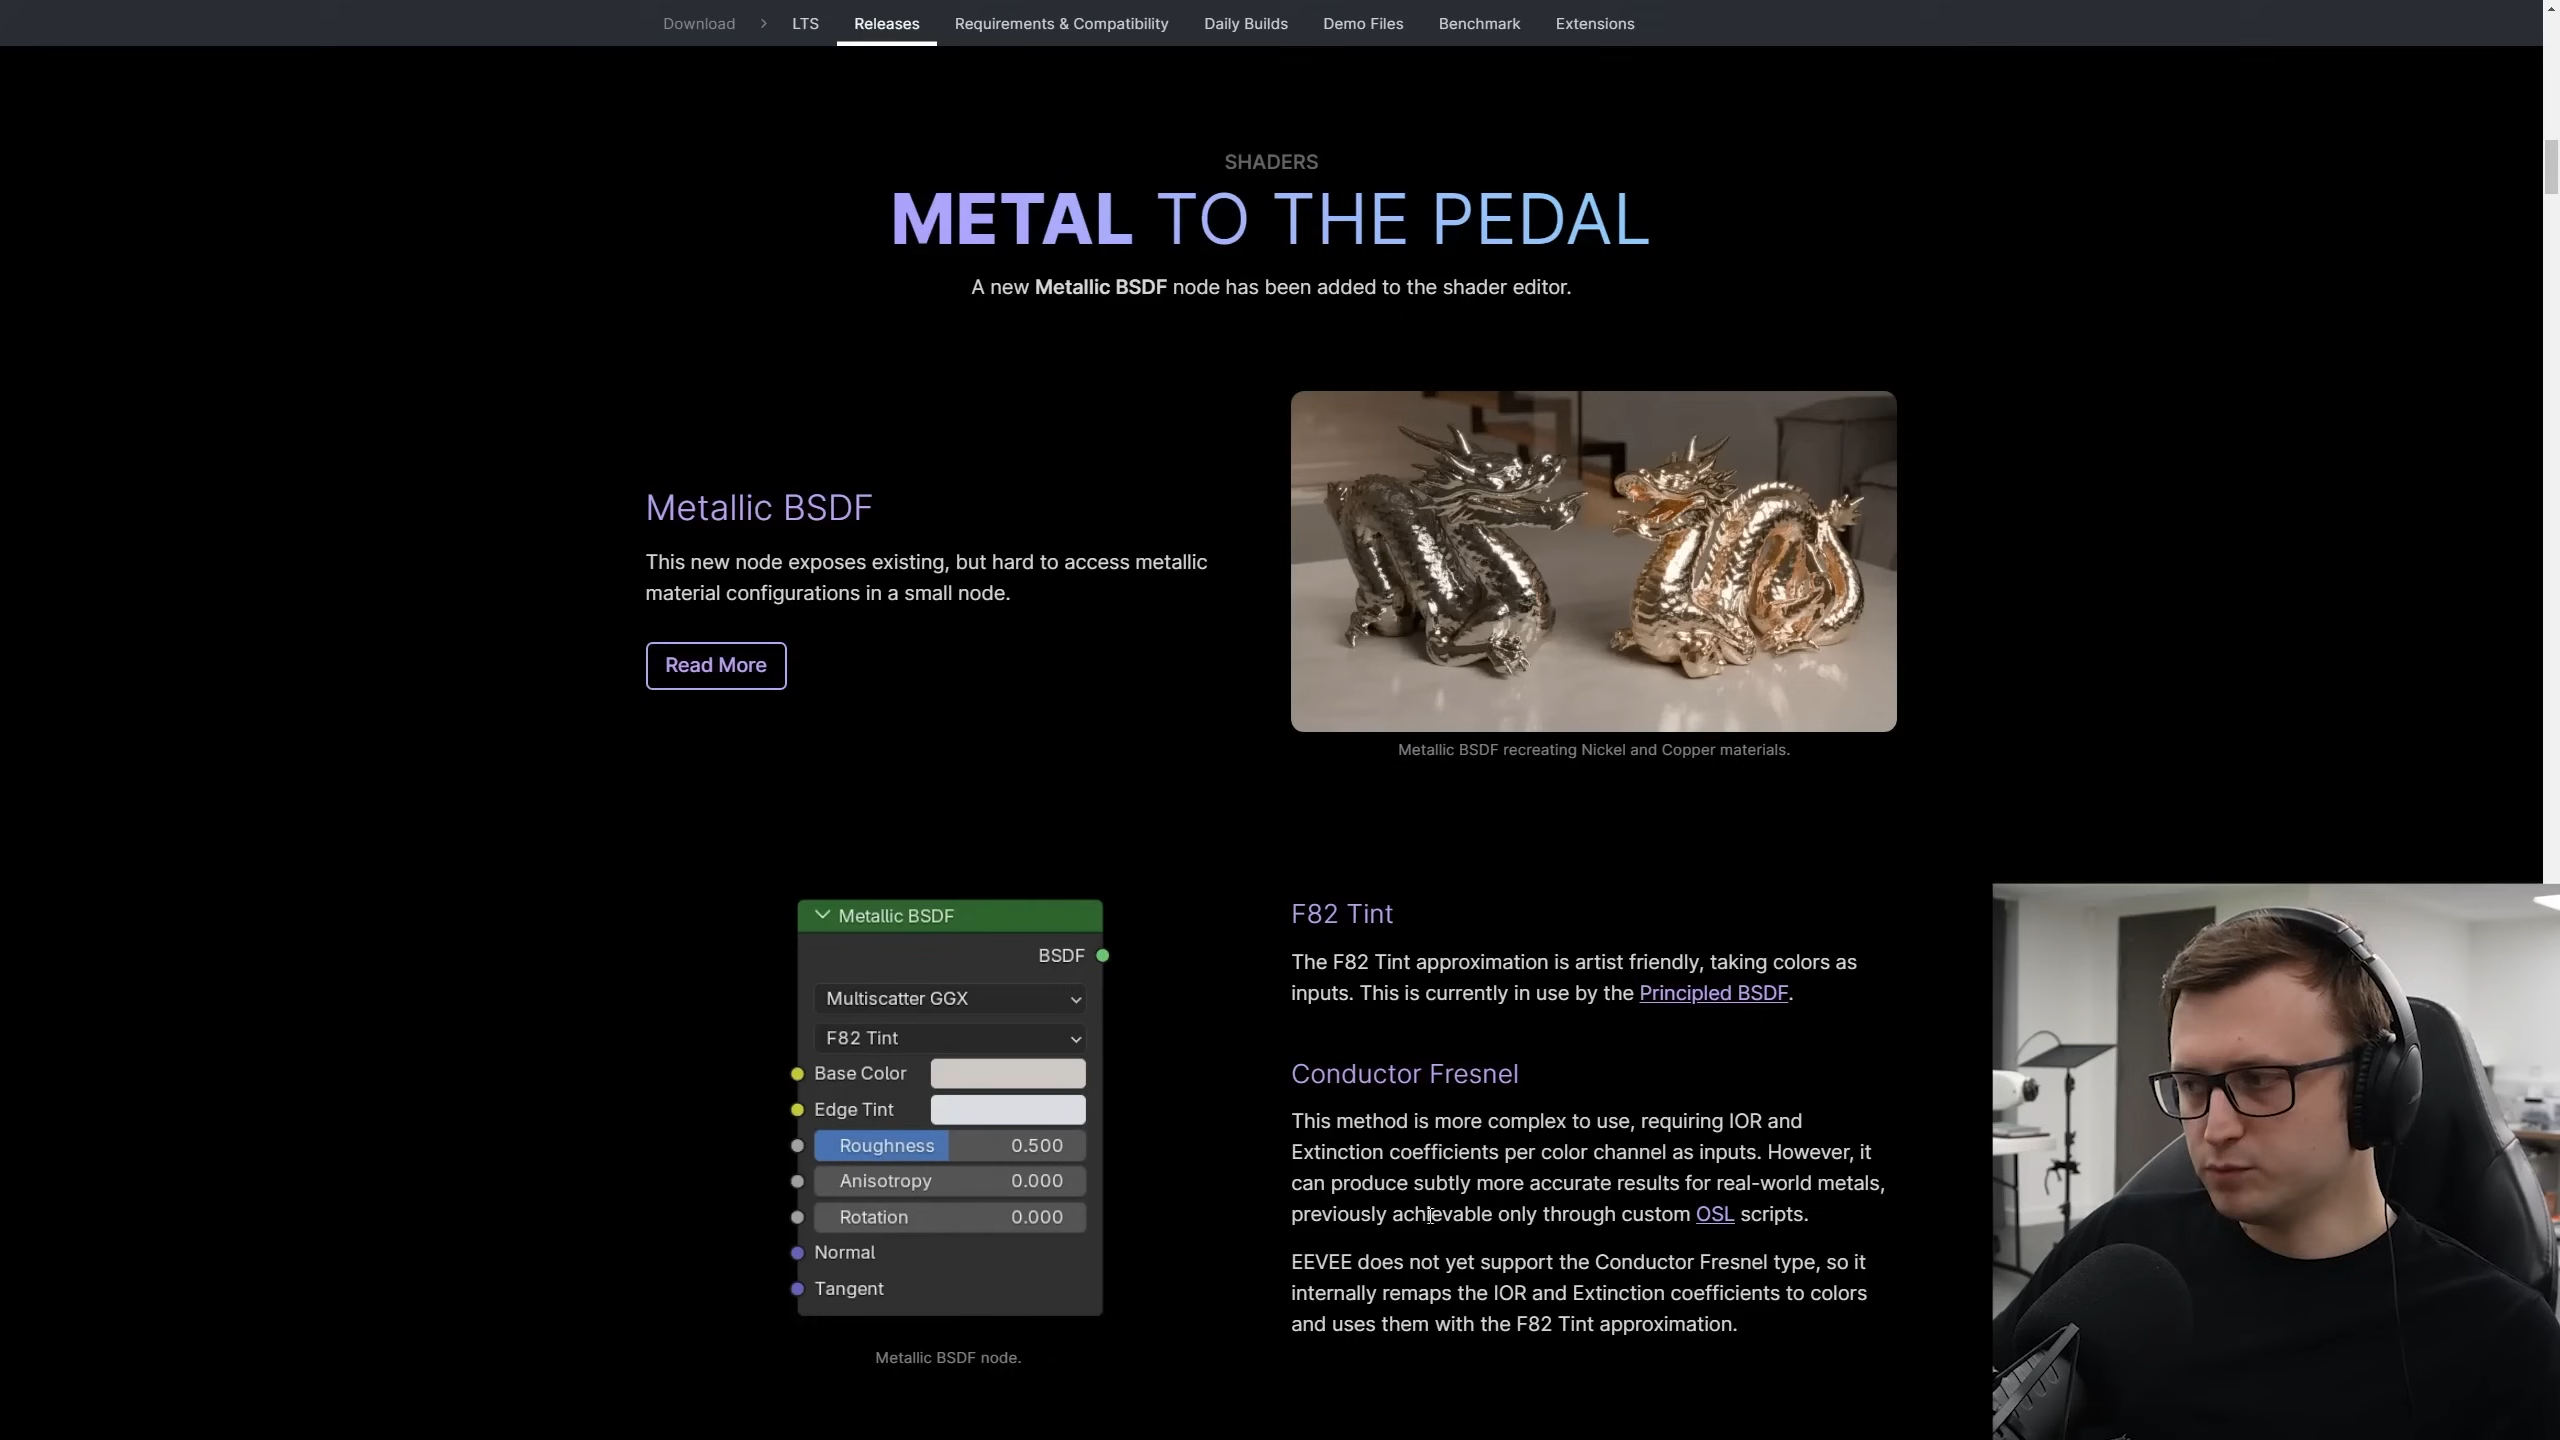 Download > LTS Releases Requirements & Compatibility Daily Builds Demo Files Benchmark Extensions
SHADERS
METAL TO THE PEDAL
A new Metallic BSDF node has been added to the shader editor.
Metallic BSDF
This new node exposes existing, but hard to access metallic
material configurations in a small node.
Read More
Metallic BSDF recreating Nickel and Copper materials.
Metallic BSDF
BSDF
Multiscatter GGX
F82 Tint
Base Color
Edge Tint
Roughness 0.500
Anisotropy 0.000
Rotation 0.000
Normal
Tangent
Metallic BSDF node.
F82 Tint
The F82 Tint approximation is artist friendly, taking colors as
inputs. This is currently in use by the Principled BSDF.
Conductor Fresnel
This method is more complex to use, requiring IOR and
Extinction coefficients per color channel as inputs. However, it
can produce subtly more accurate results for real-world metals,
previously achievable only through custom OSL scripts.
EEVEE does not yet support the Conductor Fresnel type, so it
internally remaps the IOR and Extinction coefficients to colors
and uses them with the F82 Tint approximation.